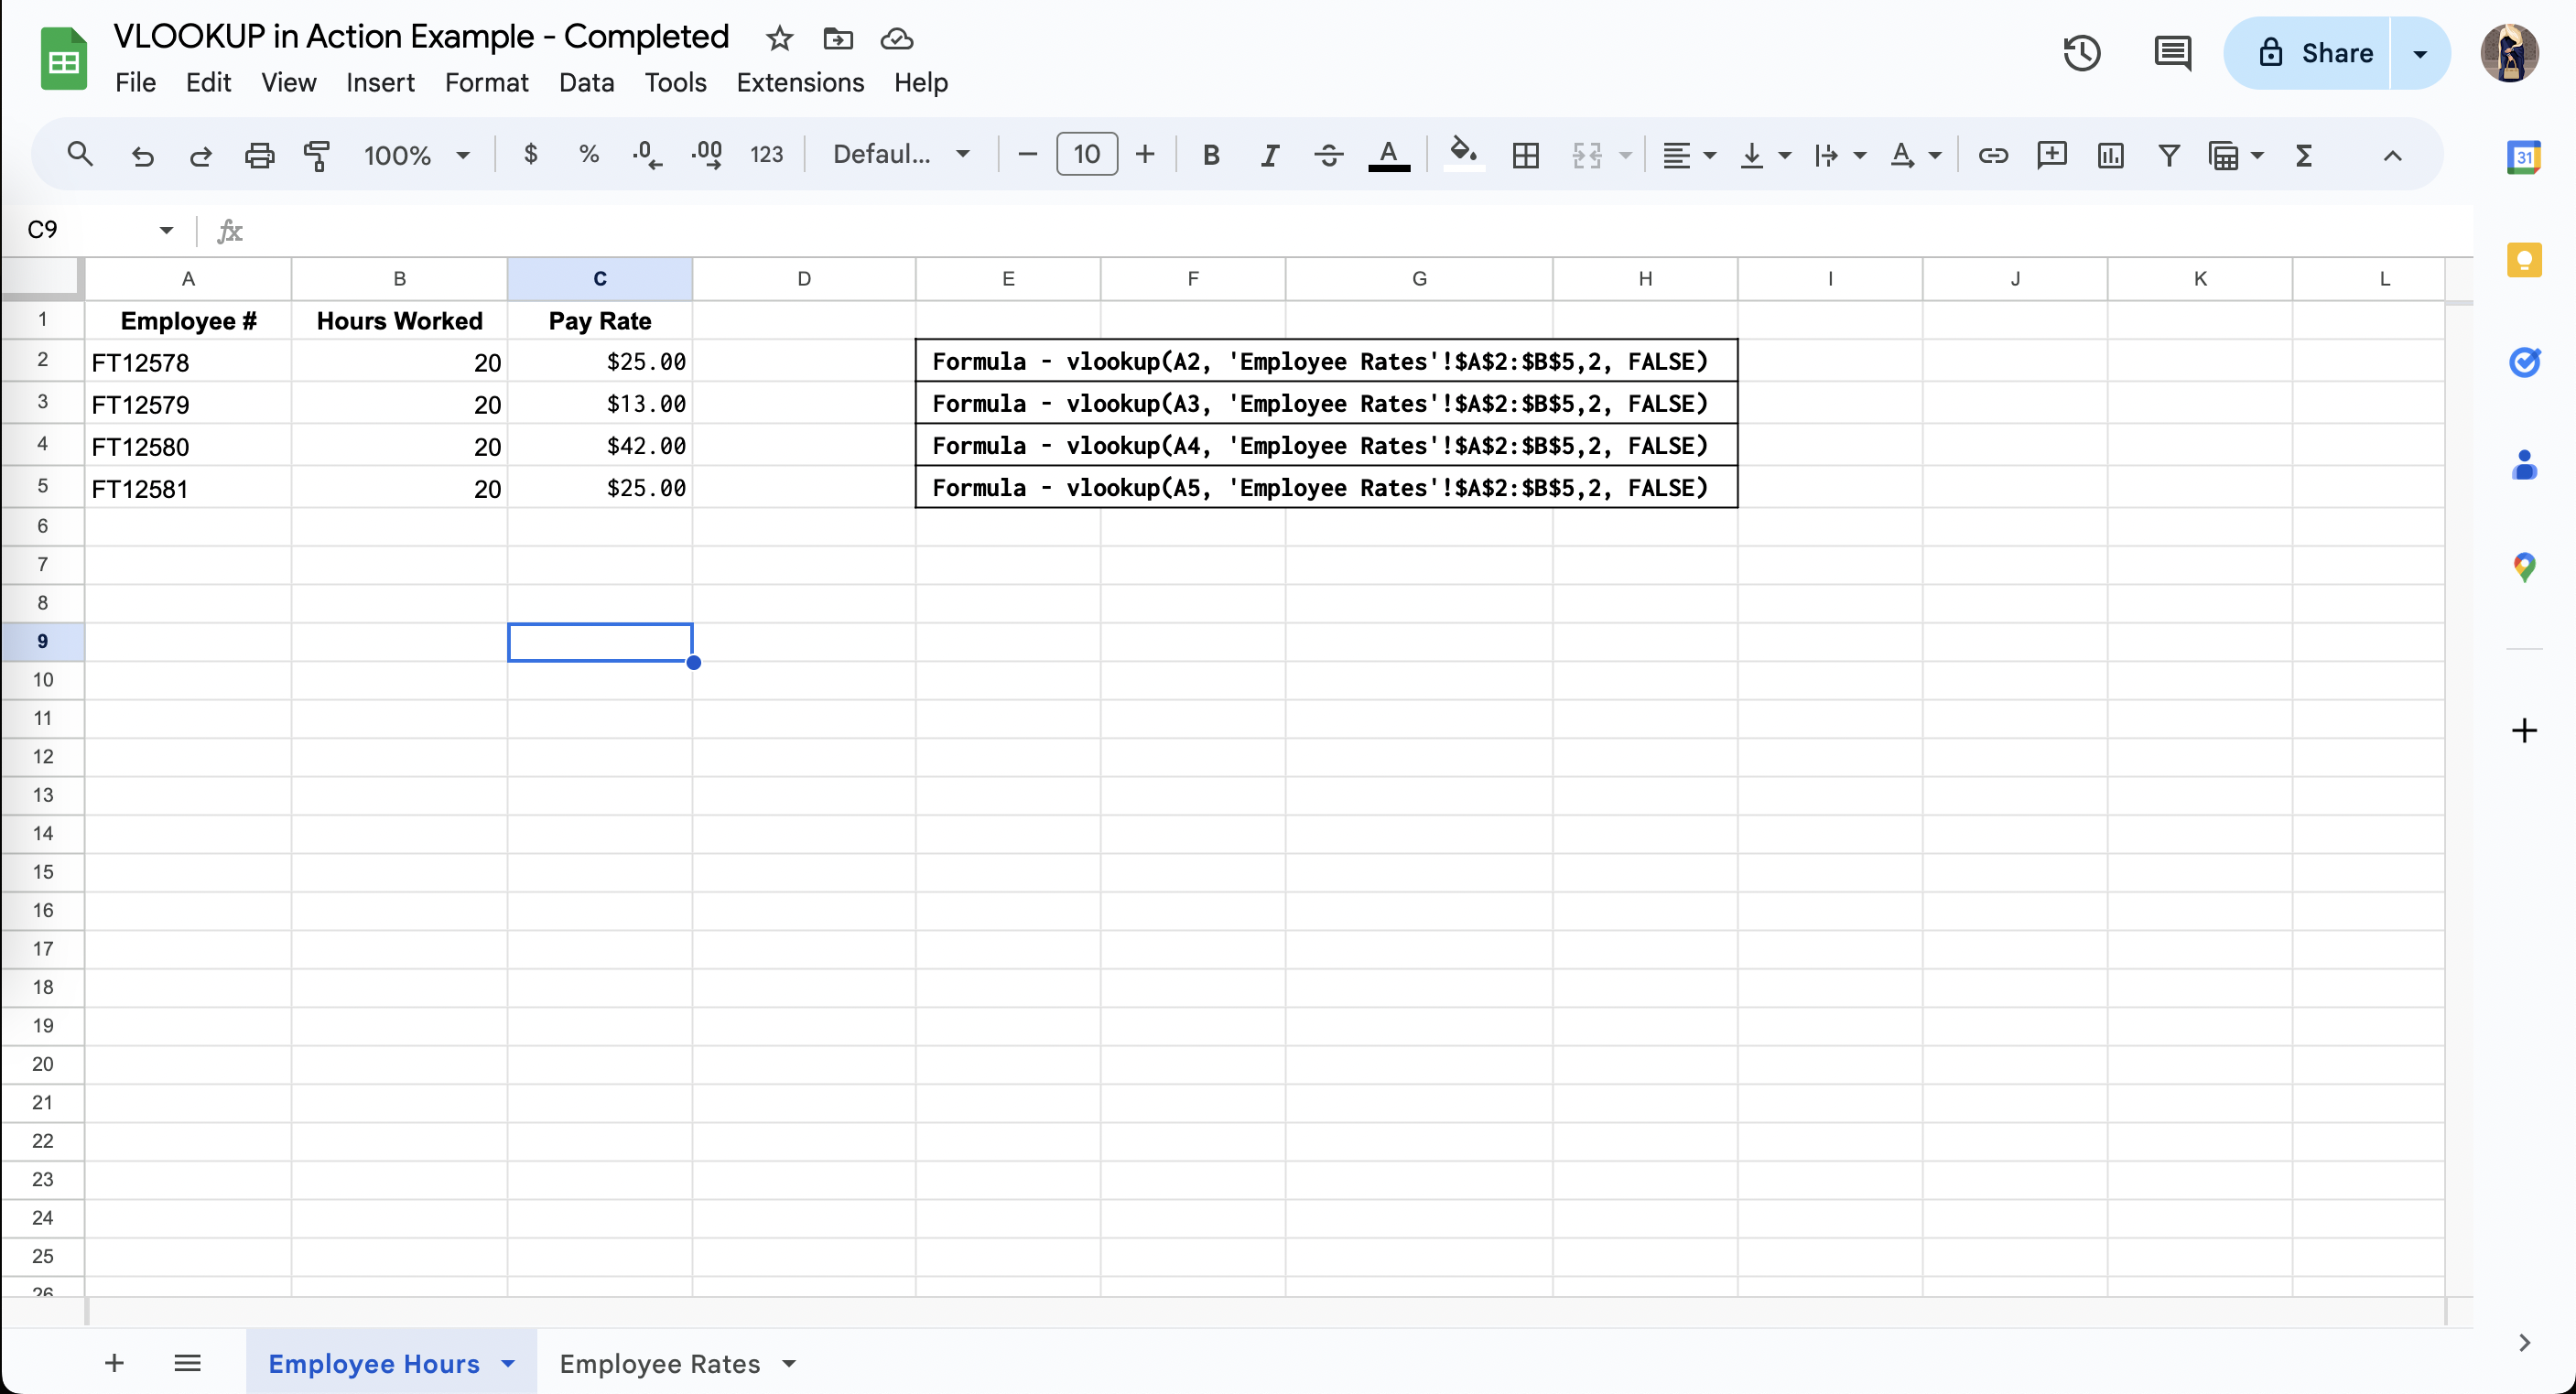 VLOOKUP in Action Example - Completed
File Edit View Insert Format Data Tools Extensions Help
Share
100% $ % .0 .00 123 Defaul... 10 B I A A Σ
31
C9 fx
A B C D E F G H I J K L
1 Employee # Hours Worked Pay Rate
2 FT12578 20 $25.00 Formula - vlookup(A2, 'Employee Rates'!$A$2:$B$5,2, FALSE)
3 FT12579 20 $13.00 Formula - vlookup(A3, 'Employee Rates'!$A$2:$B$5,2, FALSE)
4 FT12580 20 $42.00 Formula - vlookup(A4, 'Employee Rates'!$A$2:$B$5,2, FALSE)
5 FT12581 20 $25.00 Formula - vlookup(A5, 'Employee Rates'!$A$2:$B$5,2, FALSE)
6
7
8
9
10
11
12
13
14
15
16
17
18
19
20
21
22
23
24
25
26
Employee Hours Employee Rates